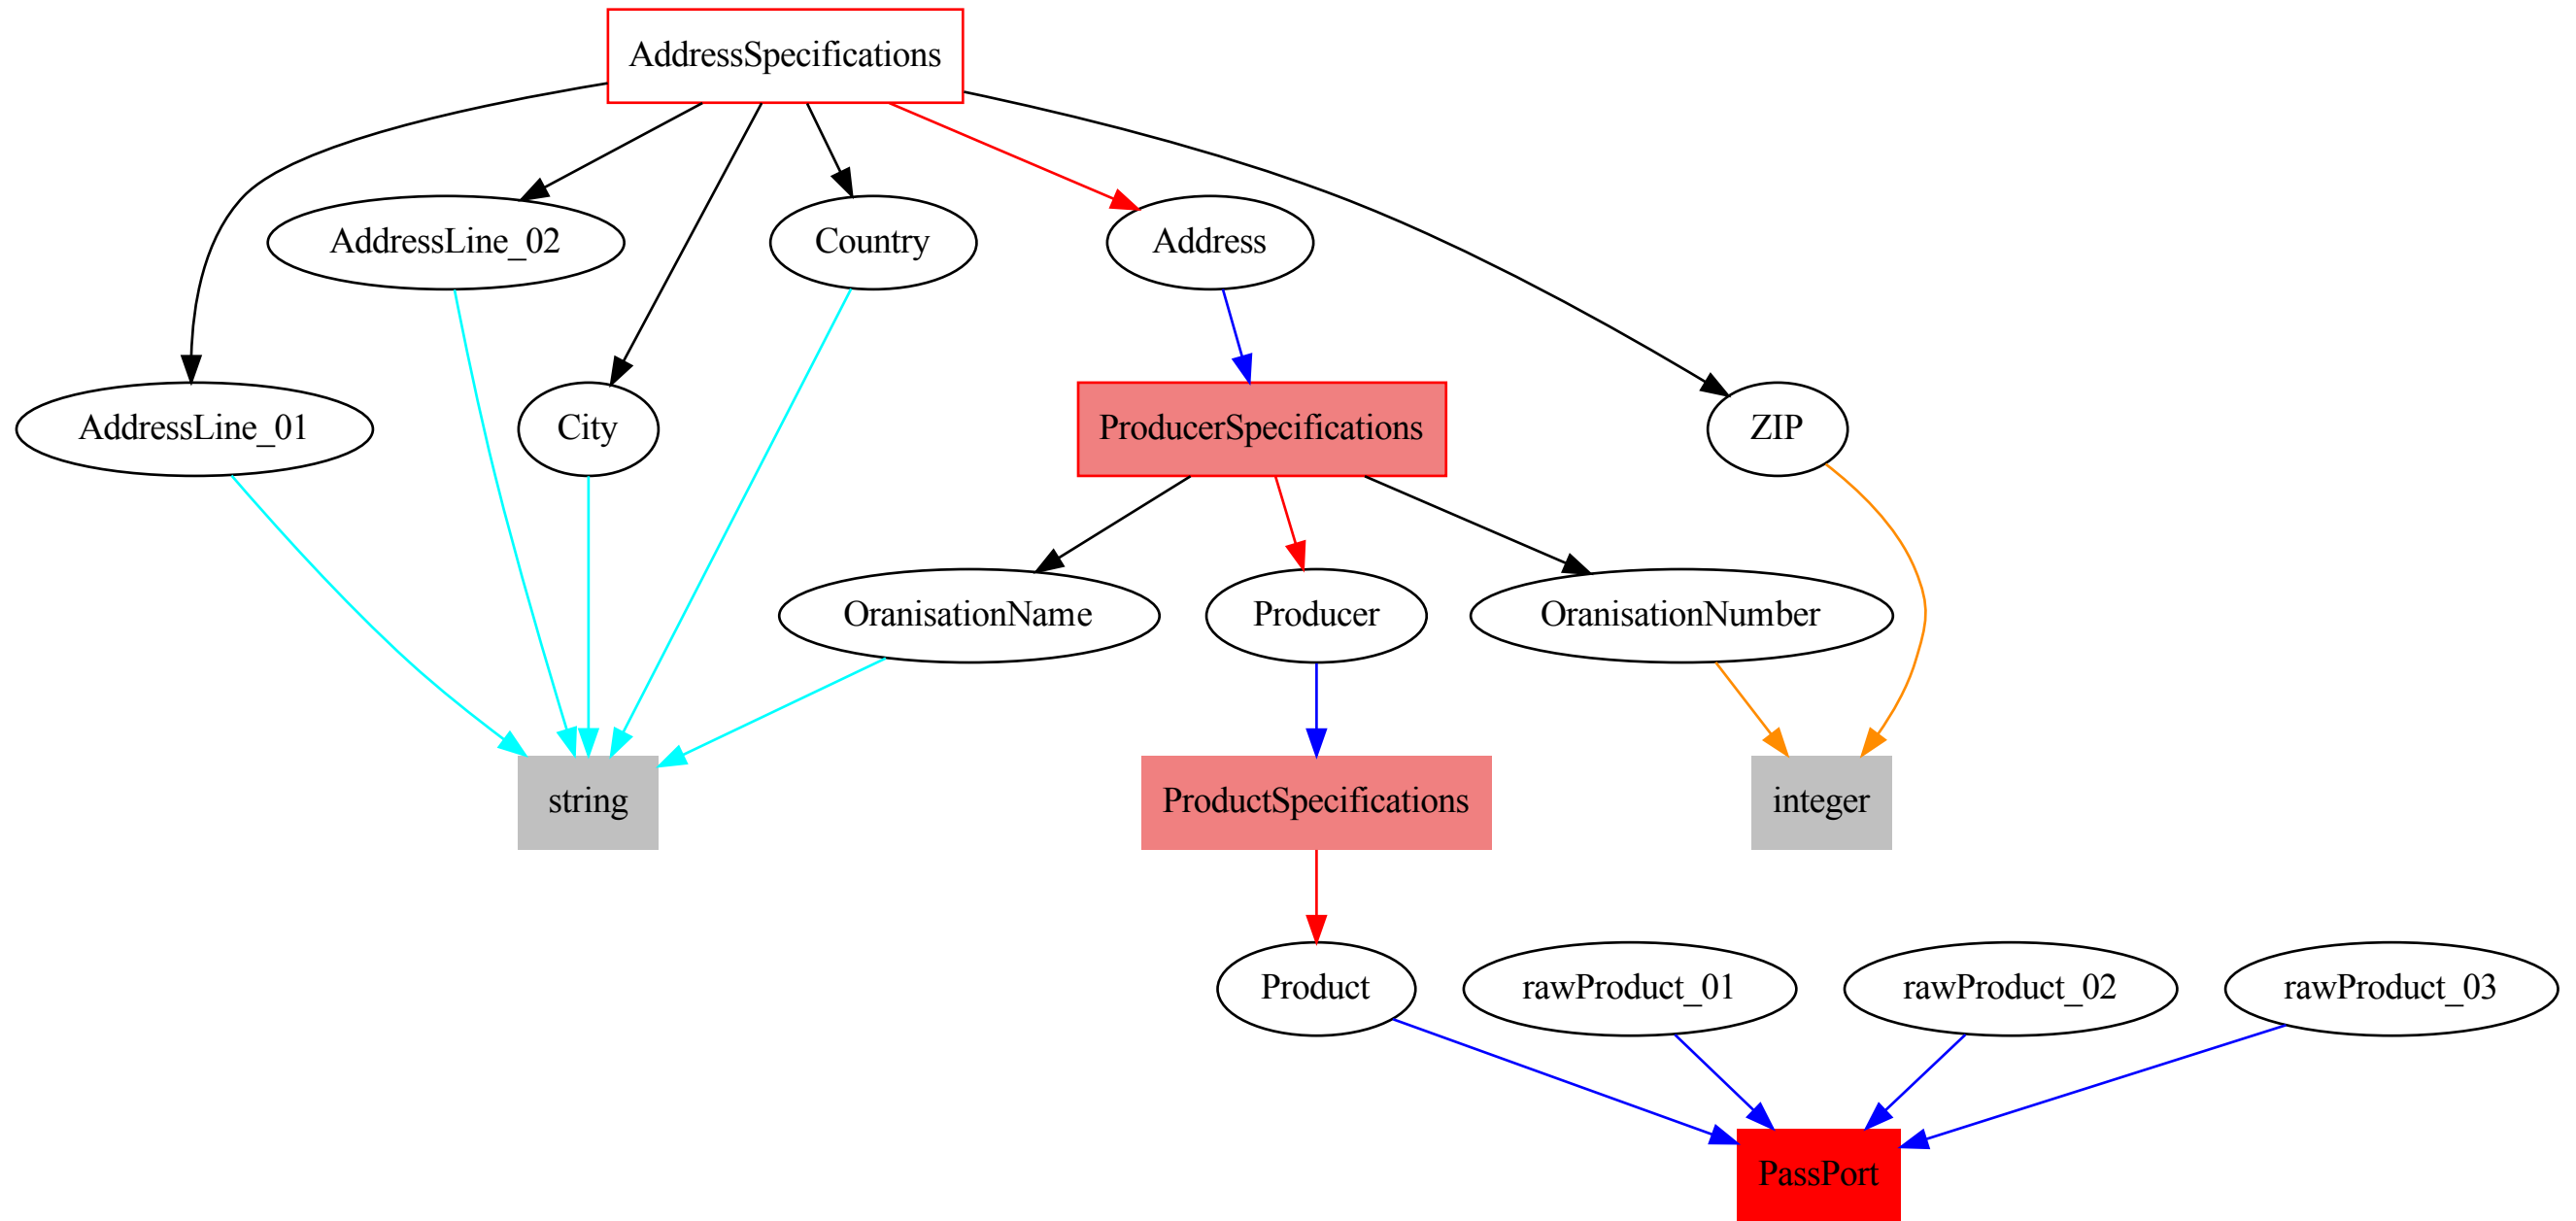 AddressSpecifications
AddressLine_02
Country
Address
AddressLine_01
City
ProducerSpecifications
ZIP
OranisationName
Producer
OranisationNumber
string
ProductSpecifications
integer
Product
rawProduct_01
rawProduct_02
rawProduct_03
PassPort